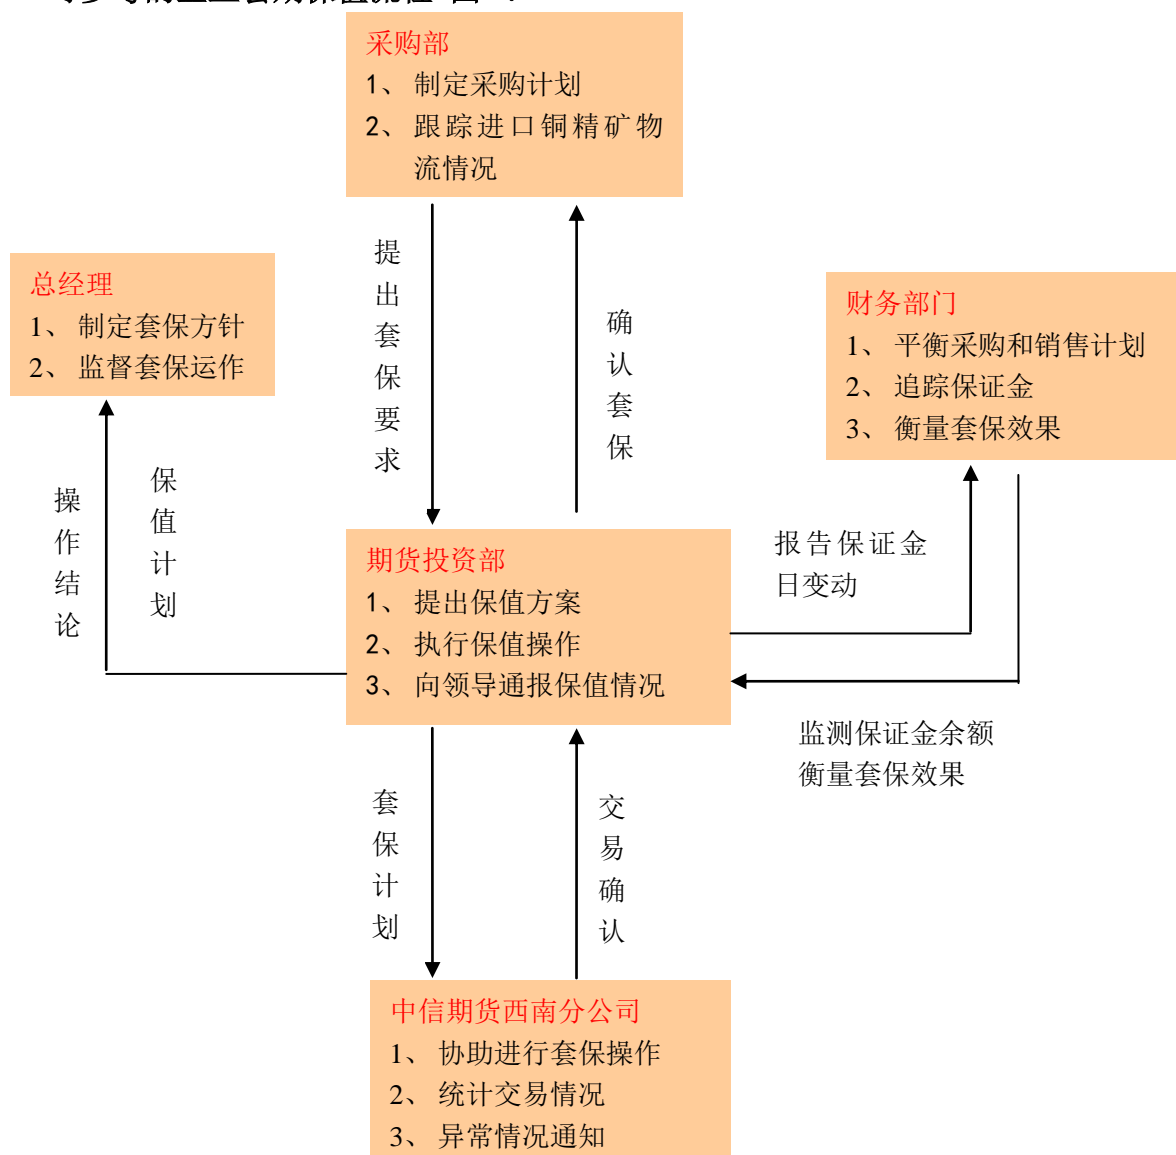 采购部
1、 制定采购计划
2、 跟踪进口铜精矿物
流情况
提出套保要求
确认套保
总经理
1、 制定套保方针
2、 监督套保运作
财务部门
1、 平衡采购和销售计划
2、 追踪保证金
3、 衡量套保效果
操作结论
保值计划
期货投资部
1、 提出保值方案
2、 执行保值操作
3、 向领导通报保值情况
报告保证金
日变动
监测保证金余额
衡量套保效果
套保计划
交易确认
中信期货西南分公司
1、 协助进行套保操作
2、 统计交易情况
3、 异常情况通知